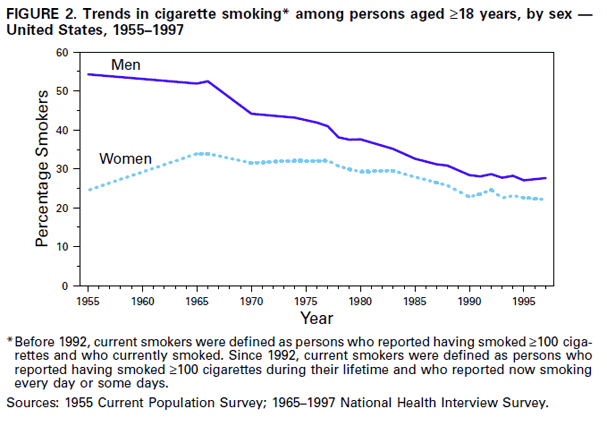 FIGURE 2. Trends in cigarette smoking* among persons aged ≥18 years, by sex —
United States, 1955–1997
60
50
40
30
20
10
0
Percentage Smokers
Men
Women
1955 1960 1965 1970 1975 1980 1985 1990 1995
Year
*Before 1992, current smokers were defined as persons who reported having smoked ≥100 ciga-
rettes and who currently smoked. Since 1992, current smokers were defined as persons who
reported having smoked ≥100 cigarettes during their lifetime and who reported now smoking
every day or some days.
Sources: 1955 Current Population Survey; 1965–1997 National Health Interview Survey.